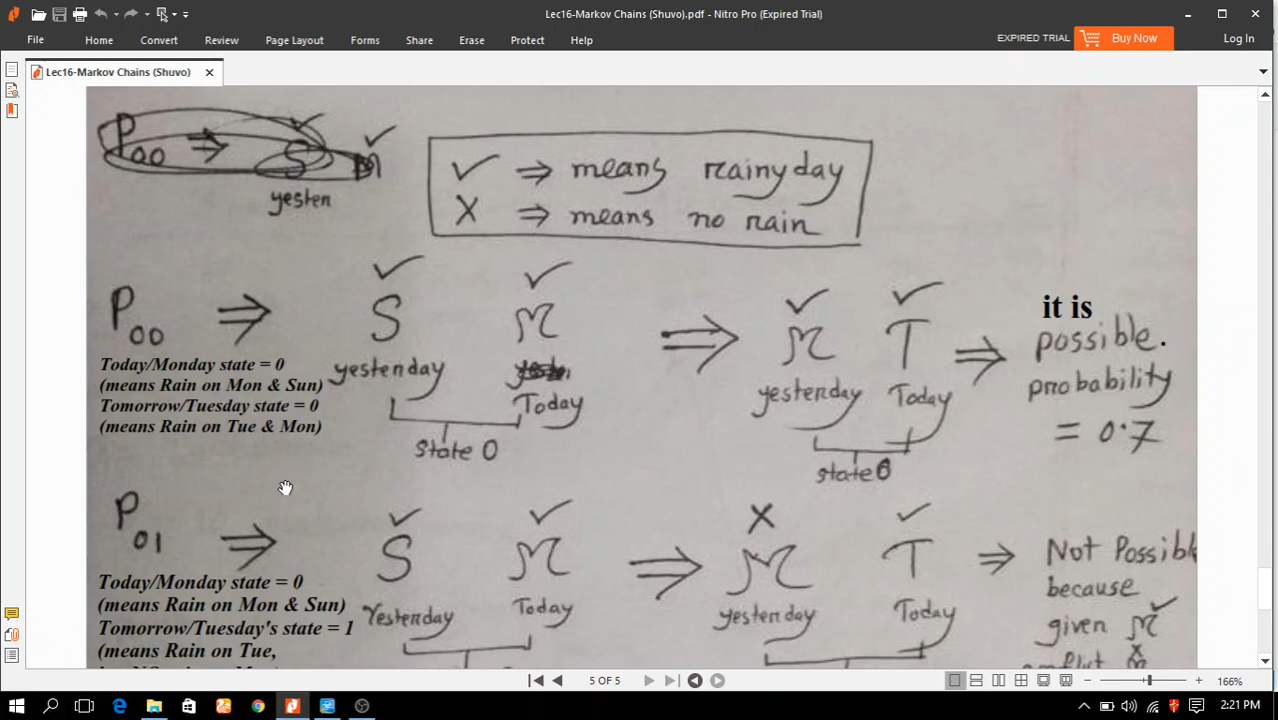 Lec16-Markov Chains (Shuvo).pdf - Nitro Pro (Expired Trial)
File Home Convert Review Page Layout Forms Share Erase Protect Help EXPIRED TRIAL Buy Now Log In
Lec16-Markov Chains (Shuvo)
P00 ⇒ S M
yester
✓ ⇒ means rainy day
X ⇒ means no rain
P00 ⇒ S M ⇒ M T ⇒ it is
possible.
probability
= 0.7
yesterday Today
state 0
yesterday Today
state 0
Today/Monday state = 0
(means Rain on Mon & Sun)
Tomorrow/Tuesday state = 0
(means Rain on Tue & Mon)
P01 ⇒ S M ⇒ M T ⇒ Not Possibl
because
given M
Yesterday Today
yesterday Today
Today/Monday state = 0
(means Rain on Mon & Sun)
Tomorrow/Tuesday's state = 1
(means Rain on Tue,
5 OF 5
166%
2:21 PM